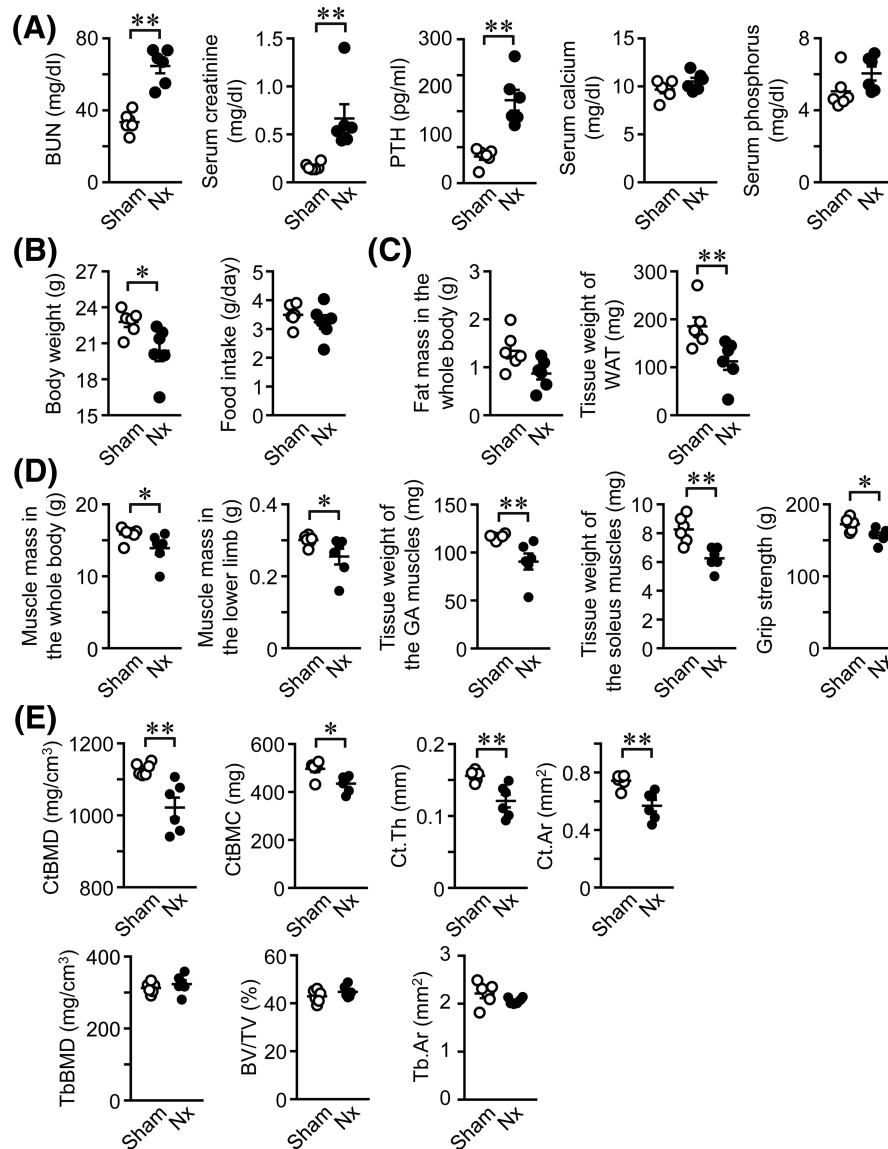 (A)
BUN (mg/dl)
80
40
0
**
Sham
Nx
Serum creatinine
(mg/dl)
1.5
1.0
0.5
0
**
Sham
Nx
PTH (pg/ml)
300
200
100
0
**
Sham
Nx
Serum calcium
(mg/dl)
15
10
5
0
Sham
Nx
Serum phosphorus
(mg/dl)
8
4
0
Sham
Nx
(B)
Body weight (g)
27
24
21
18
15
*
Sham
Nx
Food intake (g/day)
5
4
3
2
1
0
Sham
Nx
(C)
Fat mass in the
whole body (g)
3
2
1
0
Sham
Nx
Tissue weight of
WAT (mg)
300
200
100
0
**
Sham
Nx
(D)
Muscle mass in
the whole body (g)
20
10
0
*
Sham
Nx
Muscle mass in
the lower limb (g)
0.4
0.2
0
*
Sham
Nx
Tissue weight of
the GA muscles (mg)
150
100
50
0
**
Sham
Nx
Tissue weight of
the soleus muscles (mg)
10
8
6
4
2
0
**
Sham
Nx
Grip strength (g)
200
100
0
*
Sham
Nx
(E)
CtBMD (mg/cm³)
1200
1000
800
**
Sham
Nx
CtBMC (mg)
600
400
200
0
*
Sham
Nx
Ct.Th (mm)
0.2
0.1
0
**
Sham
Nx
Ct.Ar (mm²)
0.8
0.4
0
**
Sham
Nx
TbBMD (mg/cm³)
400
200
0
Sham
Nx
BV/TV (%)
60
40
20
0
Sham
Nx
Tb.Ar (mm²)
3
2
1
0
Sham
Nx